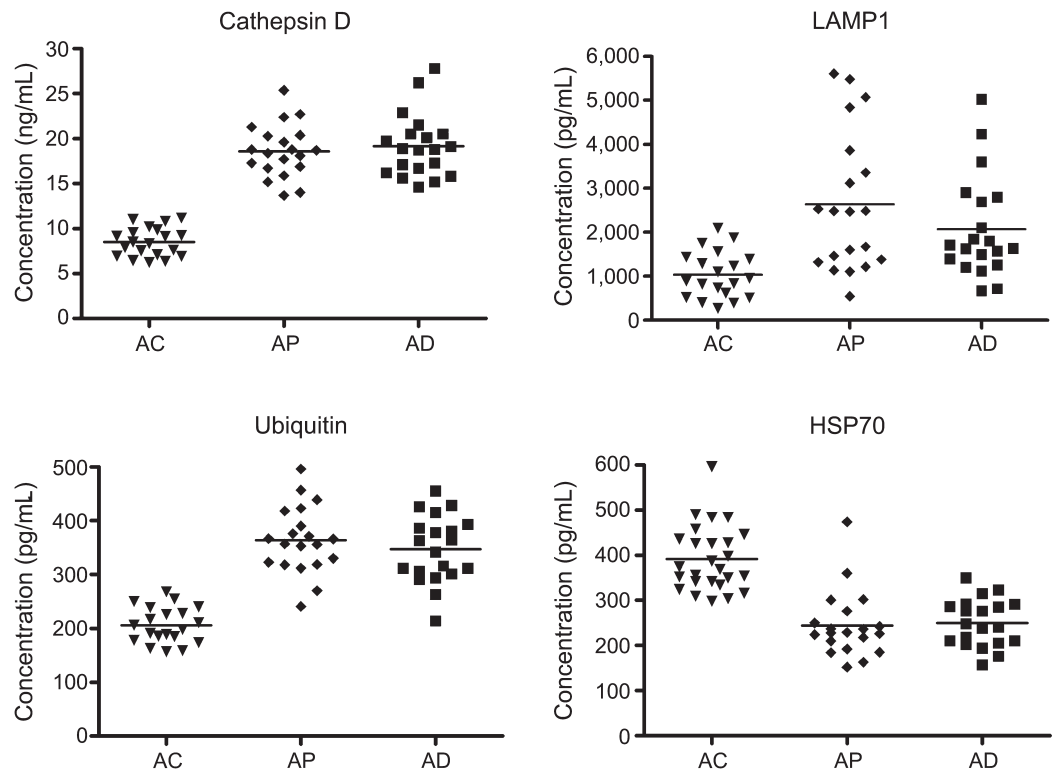 Cathepsin D
Concentration (ng/mL)
30
25
20
15
10
5
0
AC AP AD
LAMP1
Concentration (pg/mL)
6,000
5,000
4,000
3,000
2,000
1,000
0
AC AP AD
Ubiquitin
Concentration (pg/mL)
500
400
300
200
100
0
AC AP AD
HSP70
Concentration (pg/mL)
600
500
400
300
200
100
0
AC AP AD